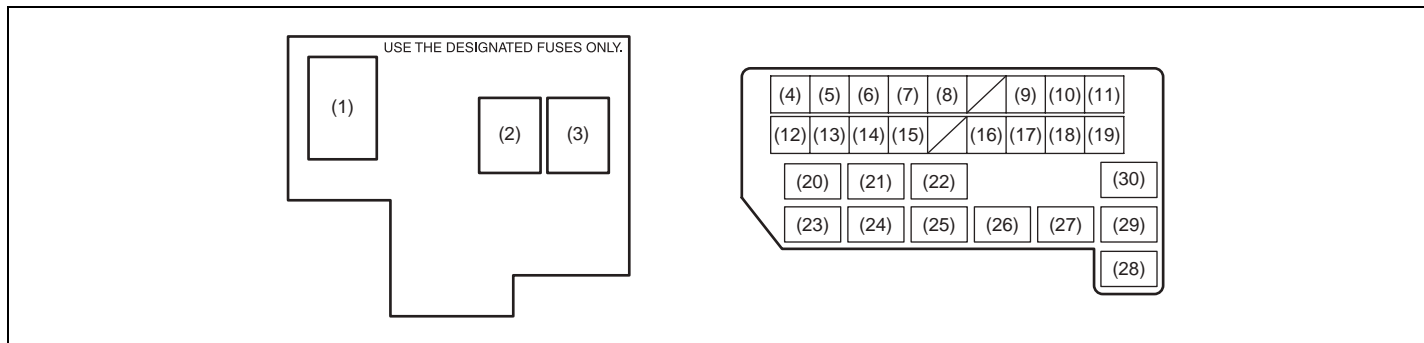 USE THE DESIGNATED FUSES ONLY.
(1)
(2) (3)
(4) (5) (6) (7) (8) (9) (10) (11)
(12) (13) (14) (15) (16) (17) (18) (19)
(20) (21) (22) (30)
(23) (24) (25) (26) (27) (29)
(28)